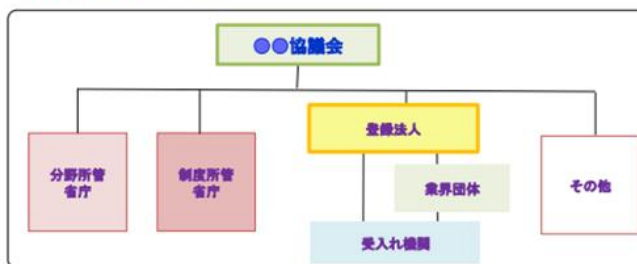 ●●協議会
登録法人
分野所管
省庁
制度所管
省庁
業界団体
その他
受入れ機関